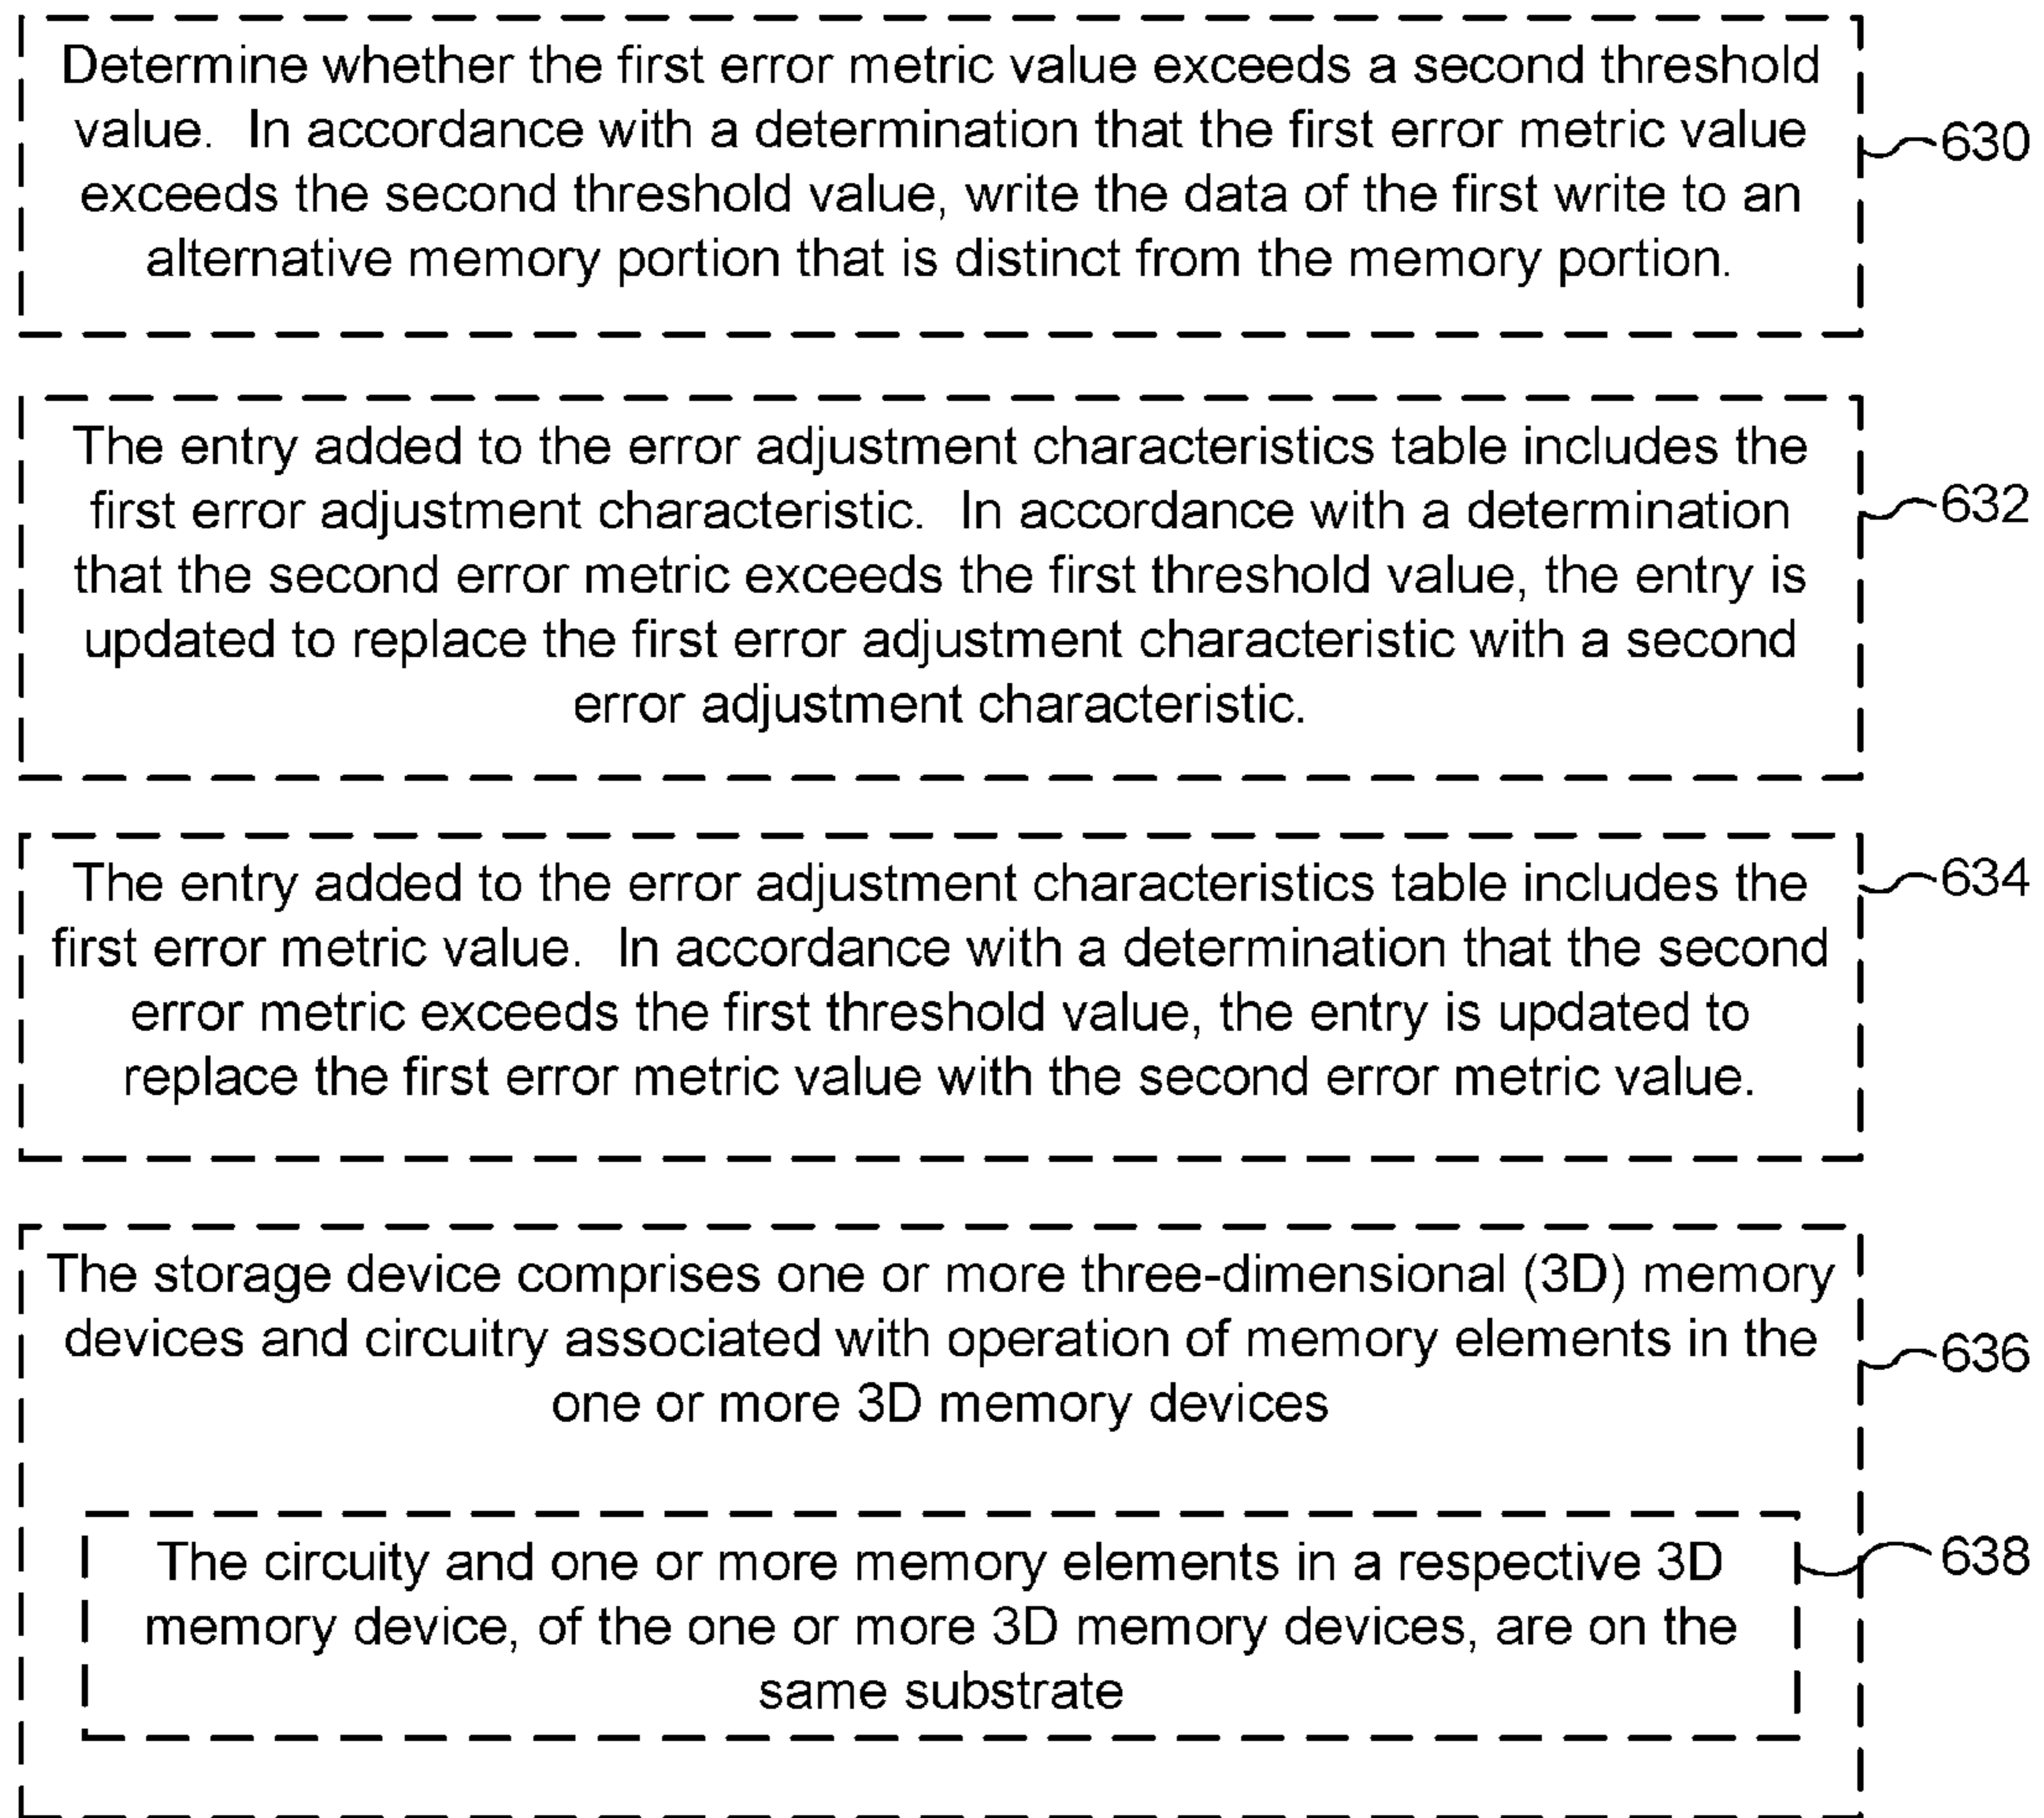 Determine whether the first error metric value exceeds a second threshold
value.  In accordance with a determination that the first error metric value
exceeds the second threshold value, write the data of the first write to an
alternative memory portion that is distinct from the memory portion.
630
The entry added to the error adjustment characteristics table includes the
first error adjustment characteristic.  In accordance with a determination
that the second error metric exceeds the first threshold value, the entry is
updated to replace the first error adjustment characteristic with a second
error adjustment characteristic.
632
The entry added to the error adjustment characteristics table includes the
first error metric value.  In accordance with a determination that the second
error metric exceeds the first threshold value, the entry is updated to
replace the first error metric value with the second error metric value.
634
The storage device comprises one or more three-dimensional (3D) memory
devices and circuitry associated with operation of memory elements in the
one or more 3D memory devices
636
The circuity and one or more memory elements in a respective 3D
memory device, of the one or more 3D memory devices, are on the
same substrate
638